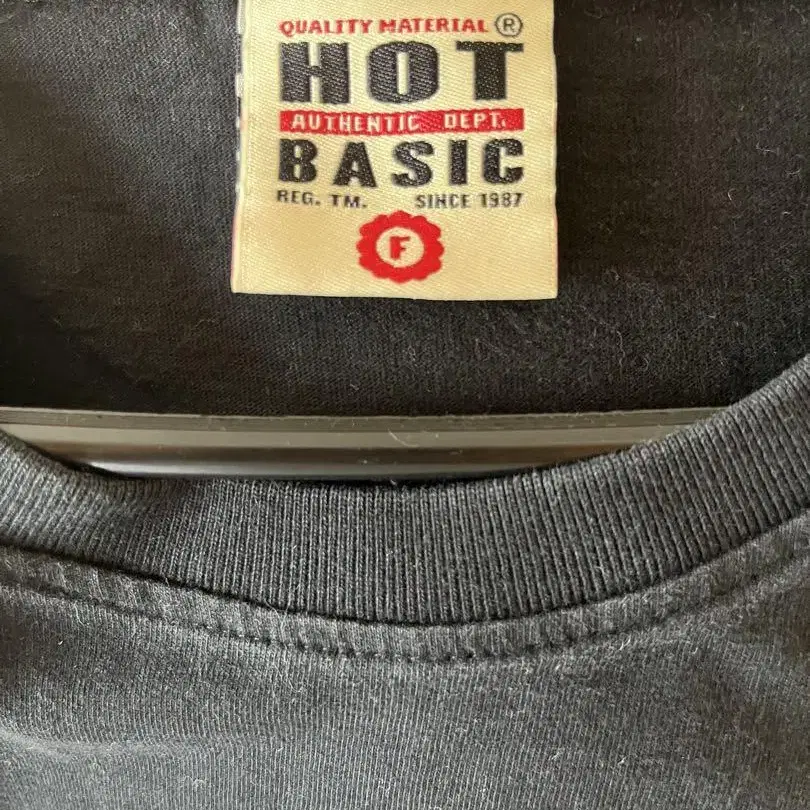 QUALITY MATERIAL ®
HOT
AUTHENTIC DEPT.
BASIC
REG. TM. SINCE 1987
F